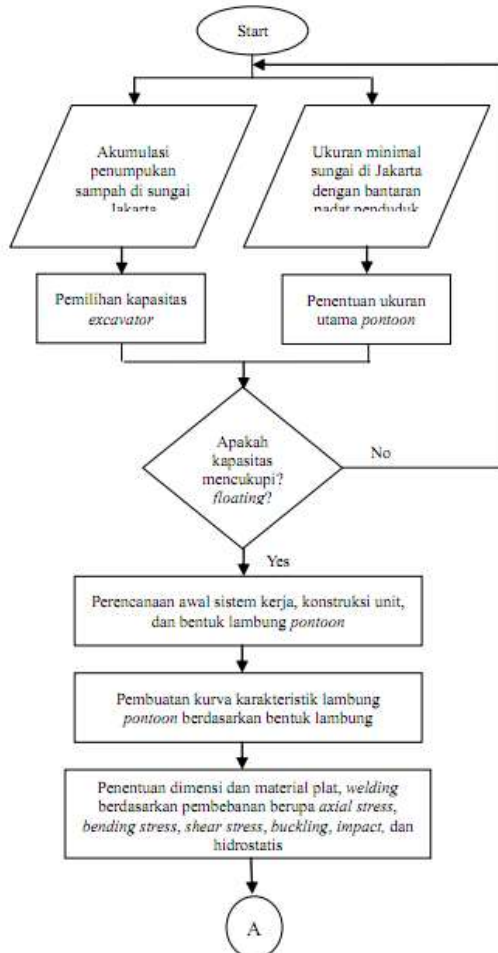 Start
Akumulasi
penumpukan
sampah di sungai
Jakarta
Ukuran minimal
sungai di Jakarta
dengan bantaran
padat penduduk
Pemilihan kapasitas
excavator
Penentuan ukuran
utama pontoon
Apakah
kapasitas
mencukupi?
floating?
No
Yes
Perencanaan awal sistem kerja, konstruksi unit,
dan bentuk lambung pontoon
Pembuatan kurva karakteristik lambung
pontoon berdasarkan bentuk lambung
Penentuan dimensi dan material plat, welding
berdasarkan pembebanan berupa axial stress,
bending stress, shear stress, buckling, impact, dan
hidrostatis
A